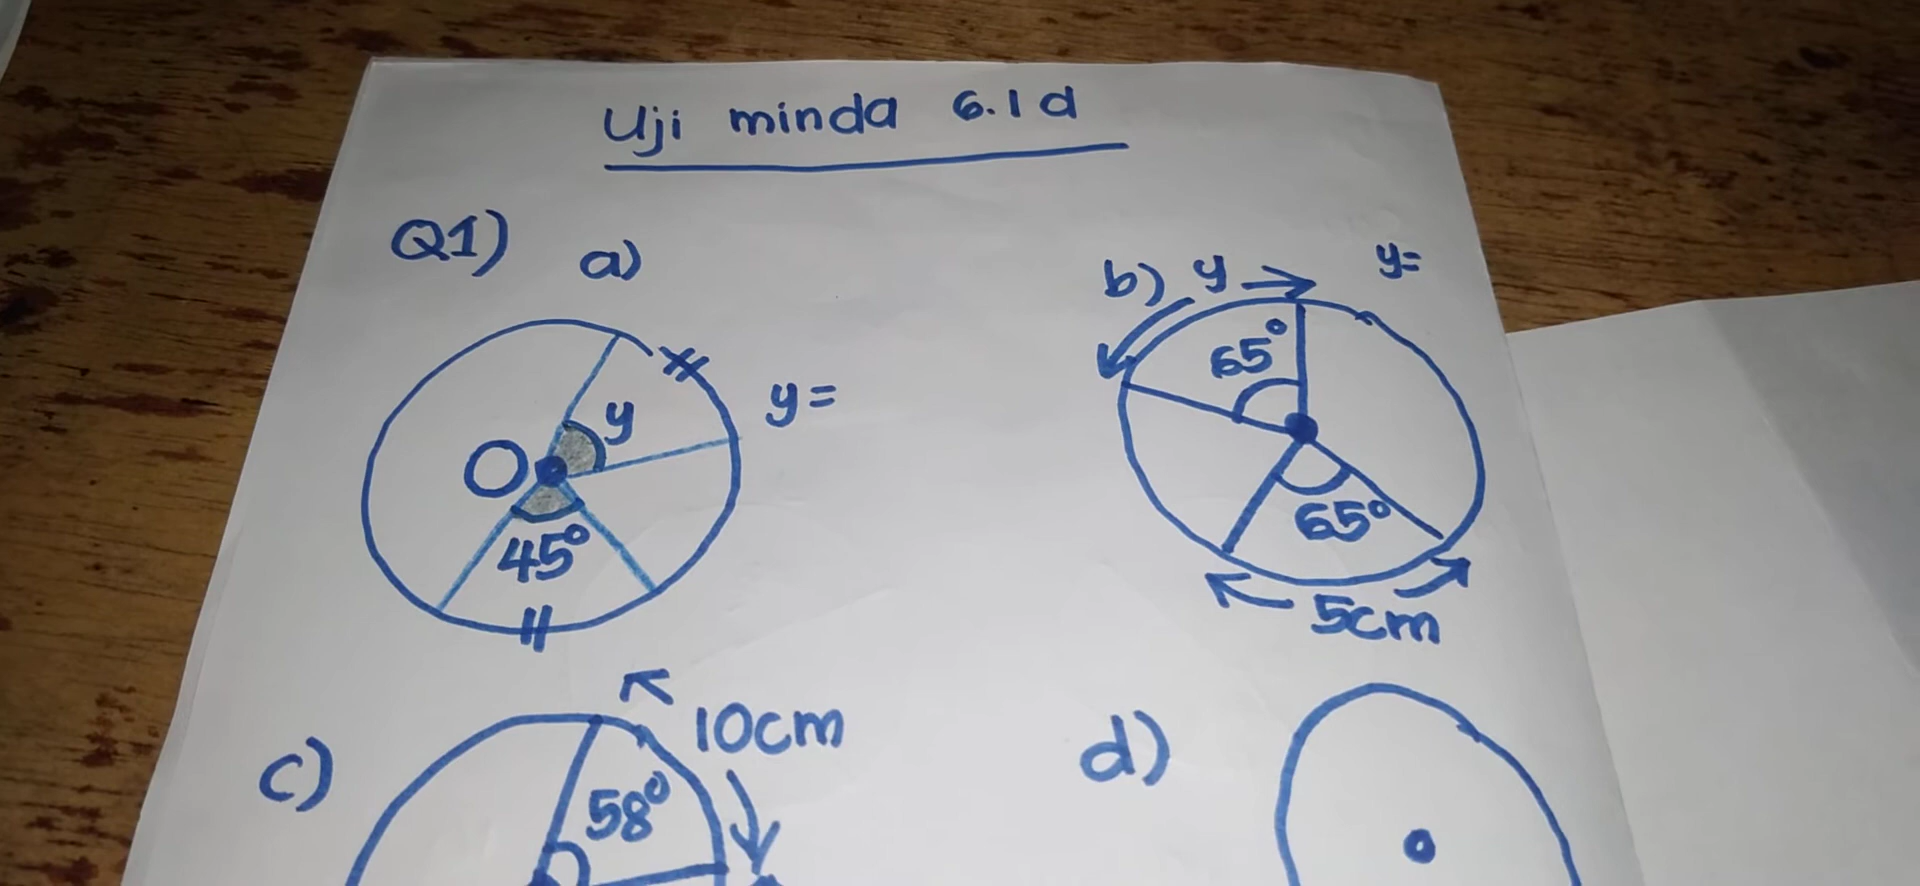 Uji minda 6.1d
Q1) a)
y
O
45°
y=
b) y
y=
65°
65°
5cm
c)
10cm
58°
d)